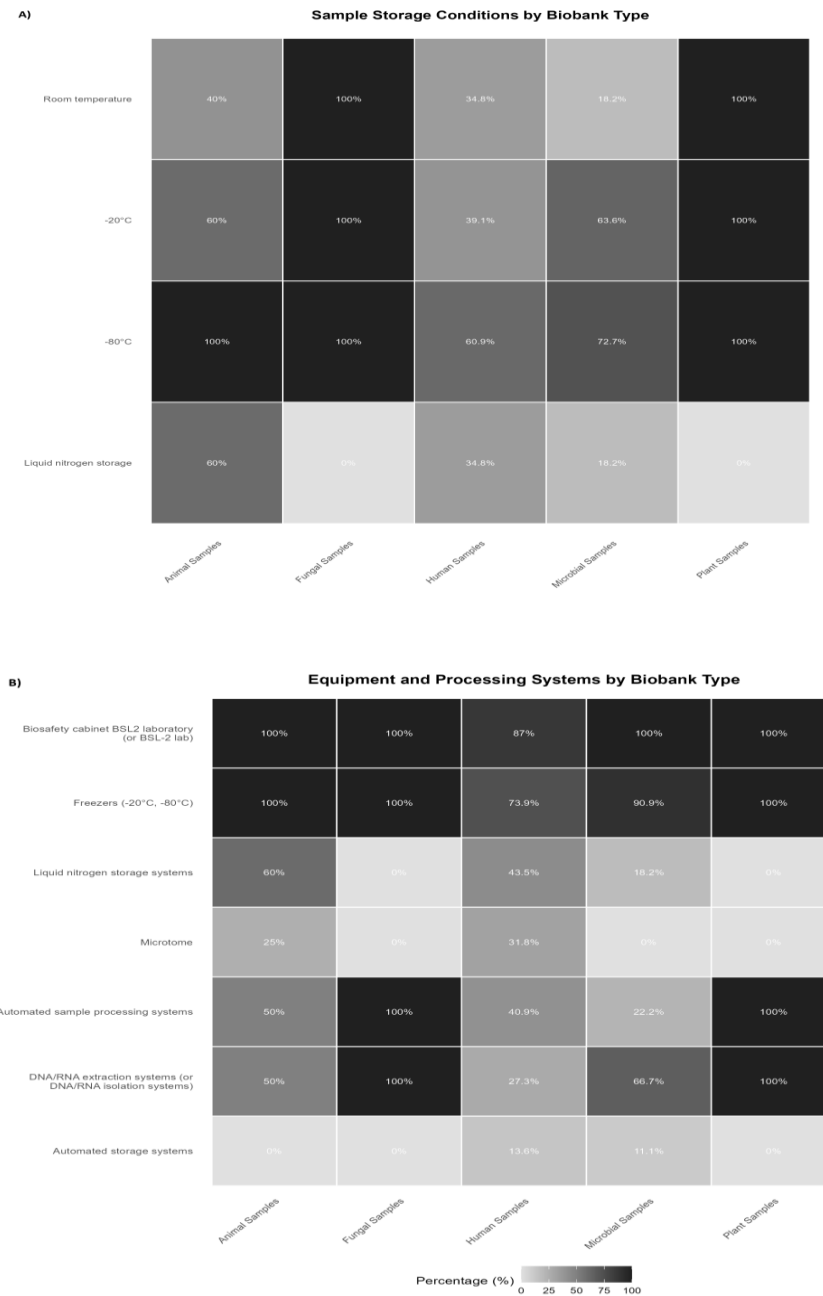 A)
Sample Storage Conditions by Biobank Type
Room temperature
40% 100% 34.8% 18.2% 100%
-20°C
60% 100% 39.1% 63.6% 100%
-80°C
100% 100% 60.9% 72.7% 100%
Liquid nitrogen storage
60% 0% 34.8% 18.2% 0%
Animal Samples
Fungal Samples
Human Samples
Microbial Samples
Plant Samples
B)
Equipment and Processing Systems by Biobank Type
Biosafety cabinet BSL2 laboratory
(or BSL-2 lab)
100% 100% 87% 100% 100%
Freezers (-20°C, -80°C)
100% 100% 73.9% 90.9% 100%
Liquid nitrogen storage systems
60% 0% 43.5% 18.2% 0%
Microtome
25% 0% 31.8% 0% 0%
Automated sample processing systems
50% 100% 40.9% 22.2% 100%
DNA/RNA extraction systems (or
DNA/RNA isolation systems)
50% 100% 27.3% 66.7% 100%
Automated storage systems
0% 0% 13.6% 11.1% 0%
Animal Samples
Fungal Samples
Human Samples
Microbial Samples
Plant Samples
Percentage (%)
0 25 50 75 100